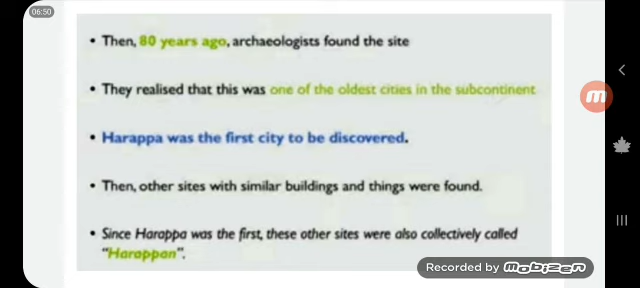 06:50
• Then, 80 years ago, archaeologists found the site
• They realised that this was one of the oldest cities in the subcontinent
• Harappa was the first city to be discovered.
• Then, other sites with similar buildings and things were found.
• Since Harappa was the first, these other sites were also collectively called
"Harappan".
Recorded by mobizen